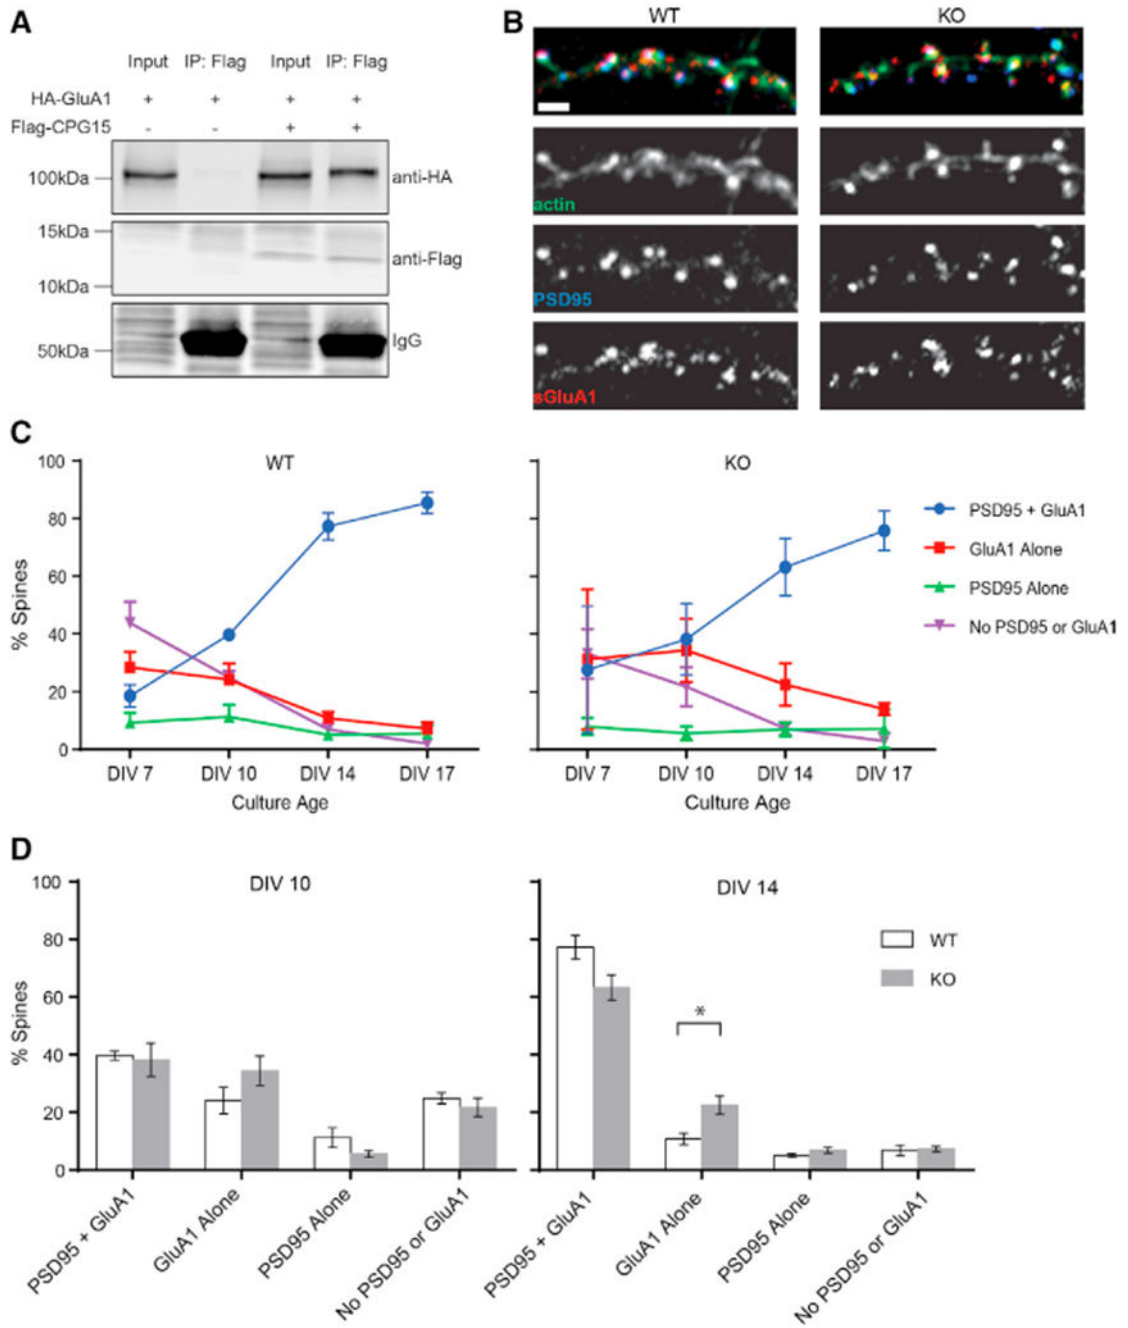 A
Input IP: Flag Input IP: Flag
HA-GluA1 + + + +
Flag-CPG15 - - + +
100kDa anti-HA
15kDa
anti-Flag
10kDa
IgG
50kDa
B
WT KO
actin
PSD95
sGluA1
C
WT
100
80
60
40
20
0
% Spines
DIV 7 DIV 10 DIV 14 DIV 17
Culture Age
KO
DIV 7 DIV 10 DIV 14 DIV 17
Culture Age
PSD95 + GluA1
GluA1 Alone
PSD95 Alone
No PSD95 or GluA1
D
DIV 10
100
80
60
40
20
0
% Spines
PSD95 + GluA1
GluA1 Alone
PSD95 Alone
No PSD95 or GluA1
DIV 14
*
WT
KO
PSD95 + GluA1
GluA1 Alone
PSD95 Alone
No PSD95 or GluA1